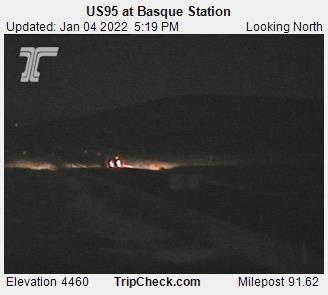 US95 at Basque Station
Updated: Jan 04 2022 5:19 PM Looking North
Elevation 4460 TripCheck.com Milepost 91.62